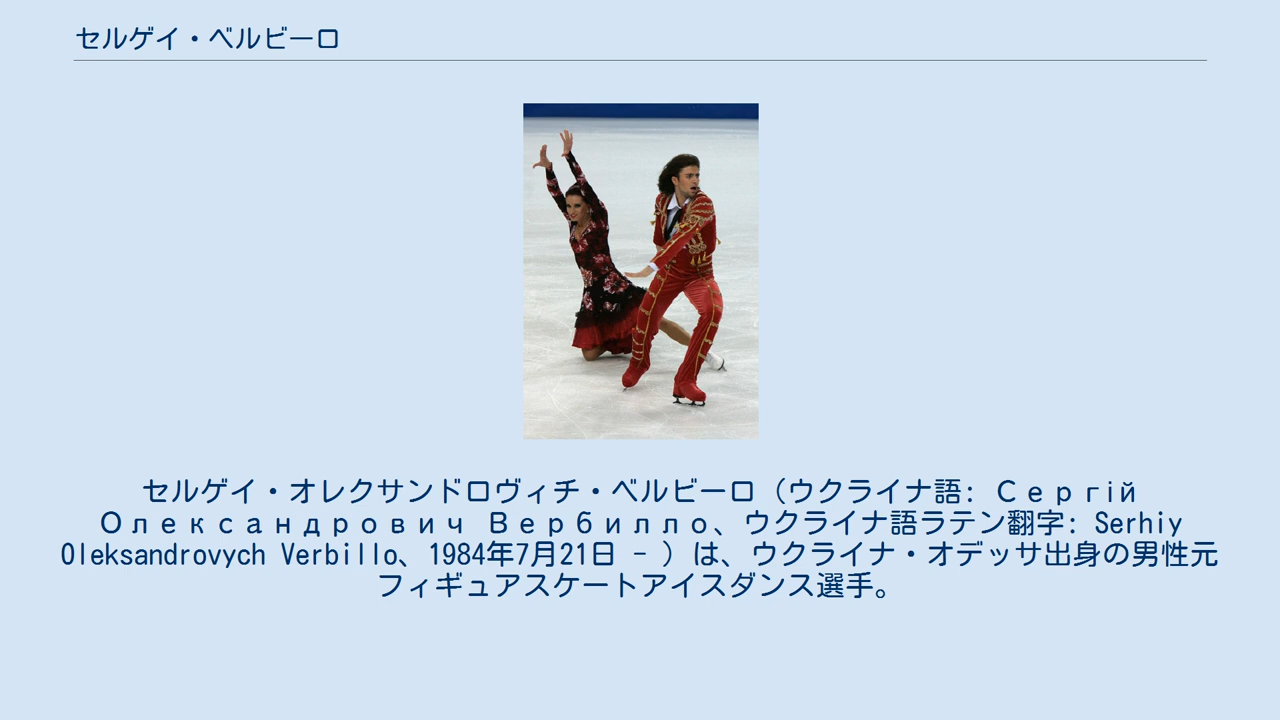 セルゲイ・ベルビーロ
セルゲイ・オレクサンドロヴィチ・ベルビーロ（ウクライナ語: Сергій
Олександрович Вербилло、ウクライナ語ラテン翻字: Serhiy
Oleksandrovych Verbillo、1984年7月21日 - ）は、ウクライナ・オデッサ出身の男性元
フィギュアスケートアイスダンス選手。